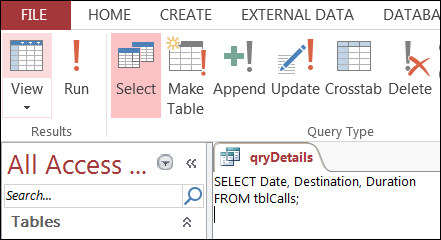 FILE HOME CREATE EXTERNAL DATA DATABA
View Run Select Make Table Append Update Crosstab Delete
Results Query Type
All Access ...
Search...
Tables
qryDetails
SELECT Date, Destination, Duration
FROM tblCalls;